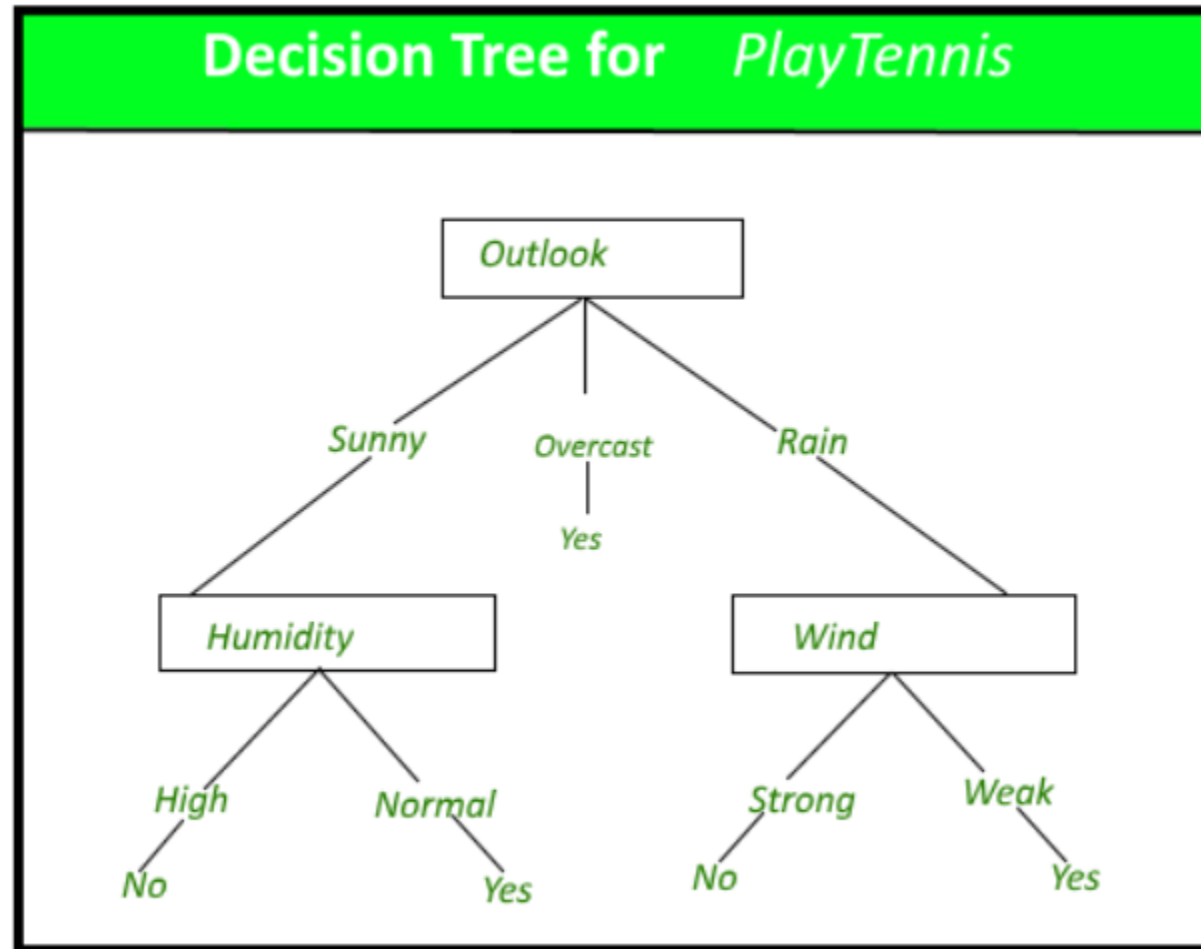 Decision Tree for PlayTennis
Outlook
Sunny
Overcast
Rain
Yes
Humidity
Wind
High
Normal
Strong
Weak
No
Yes
No
Yes